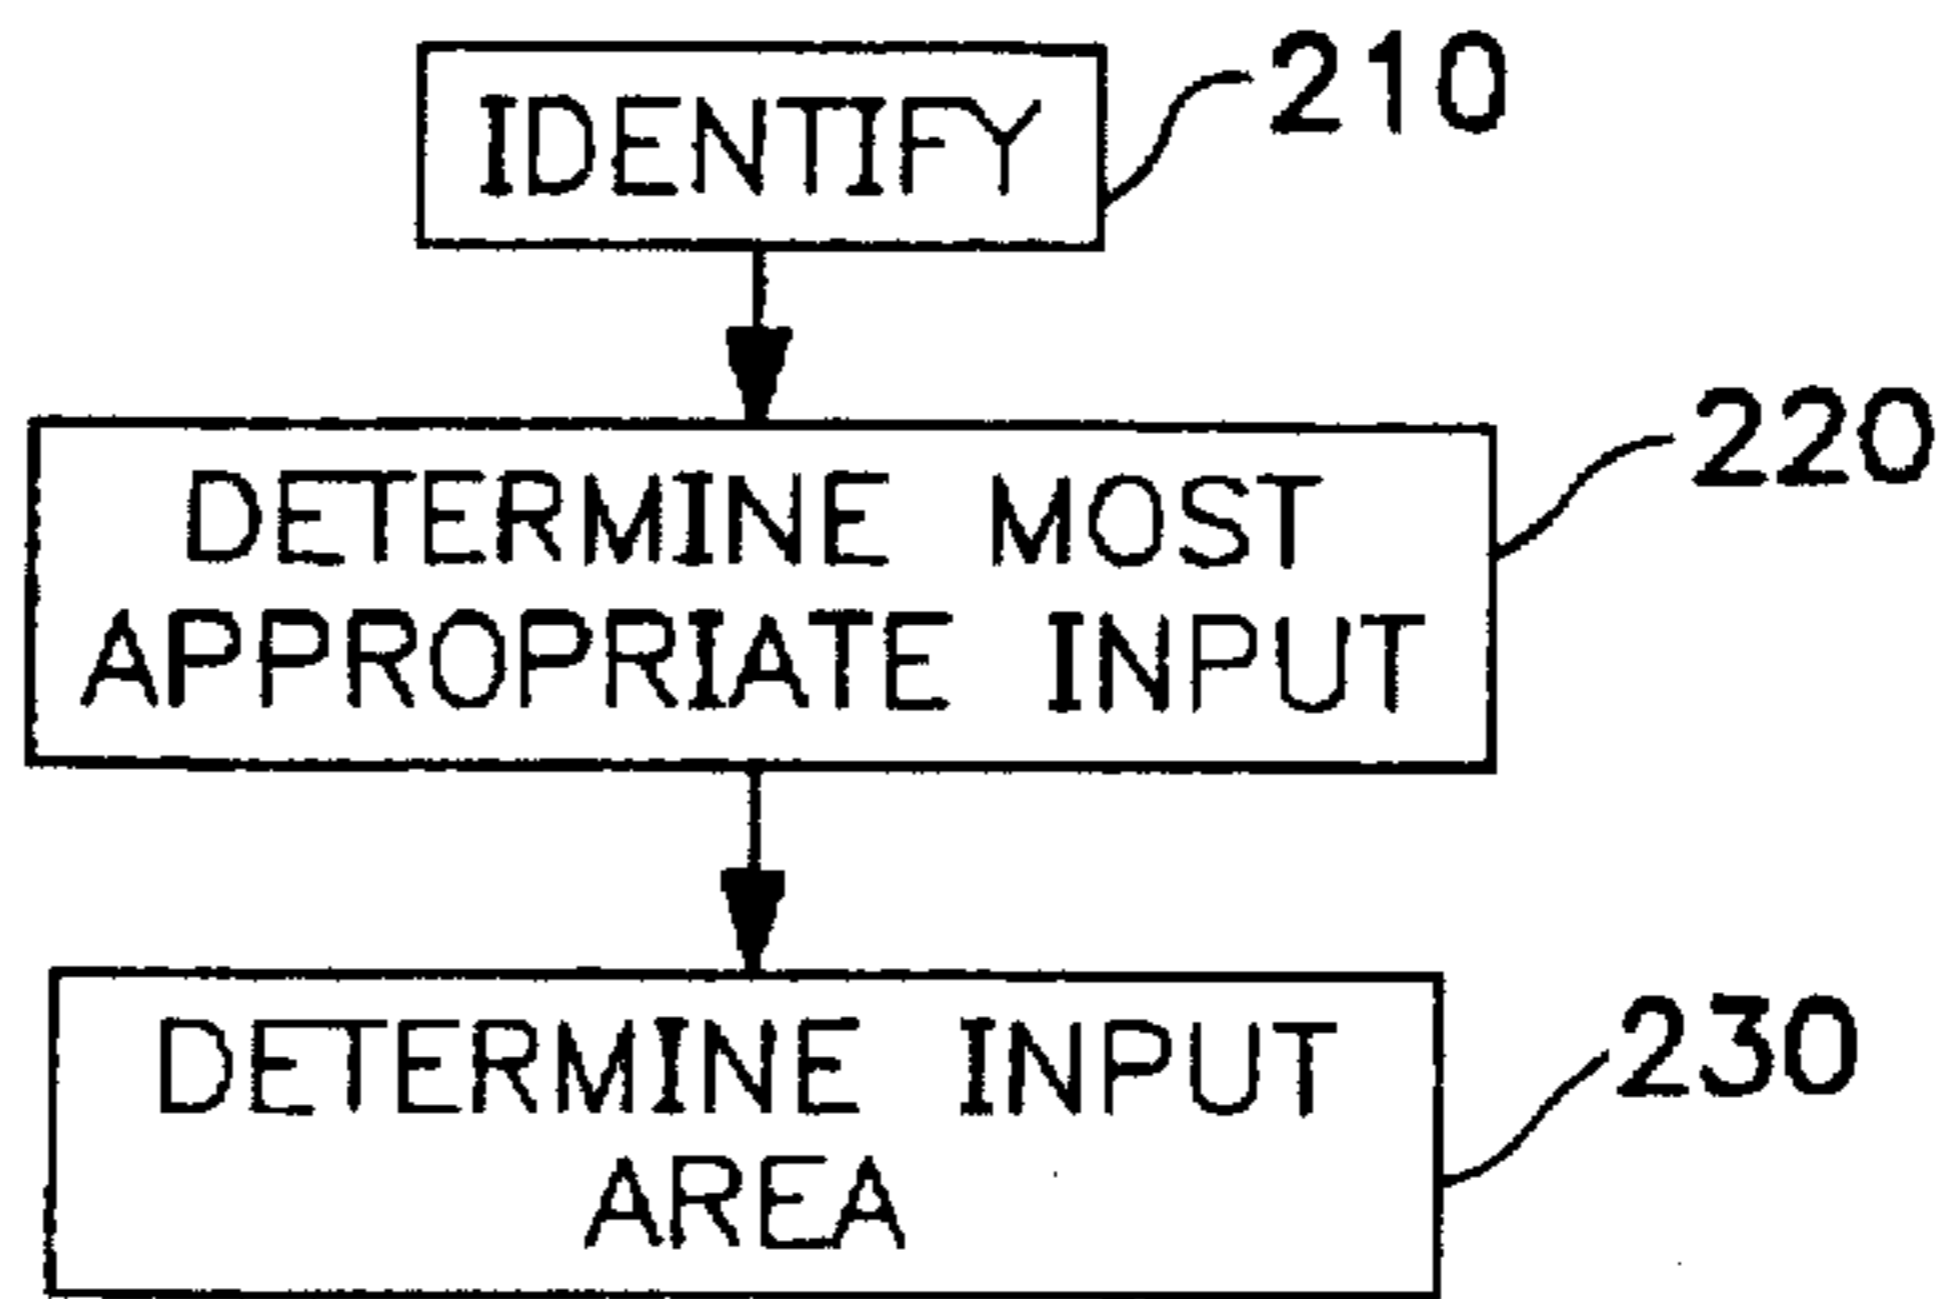 IDENTIFY
210
DETERMINE MOST
APPROPRIATE INPUT
220
DETERMINE INPUT
AREA
230